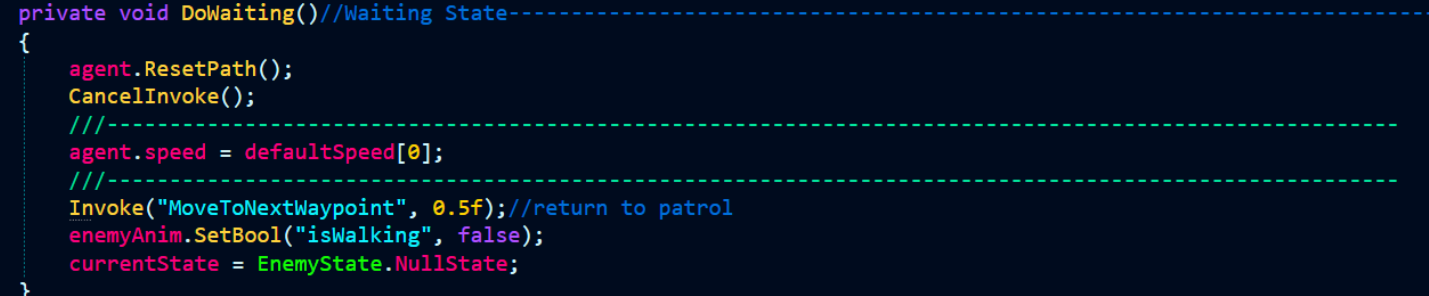 private void DoWaiting()//Waiting State-------------------------------------------------------------------------
{
agent.ResetPath();
CancelInvoke();
///-------------------------------------------------------------------------------------------------------
agent.speed = defaultSpeed[0];
///-------------------------------------------------------------------------------------------------------
Invoke("MoveToNextWaypoint", 0.5f);//return to patrol
enemyAnim.SetBool("isWalking", false);
currentState = EnemyState.NullState;
}